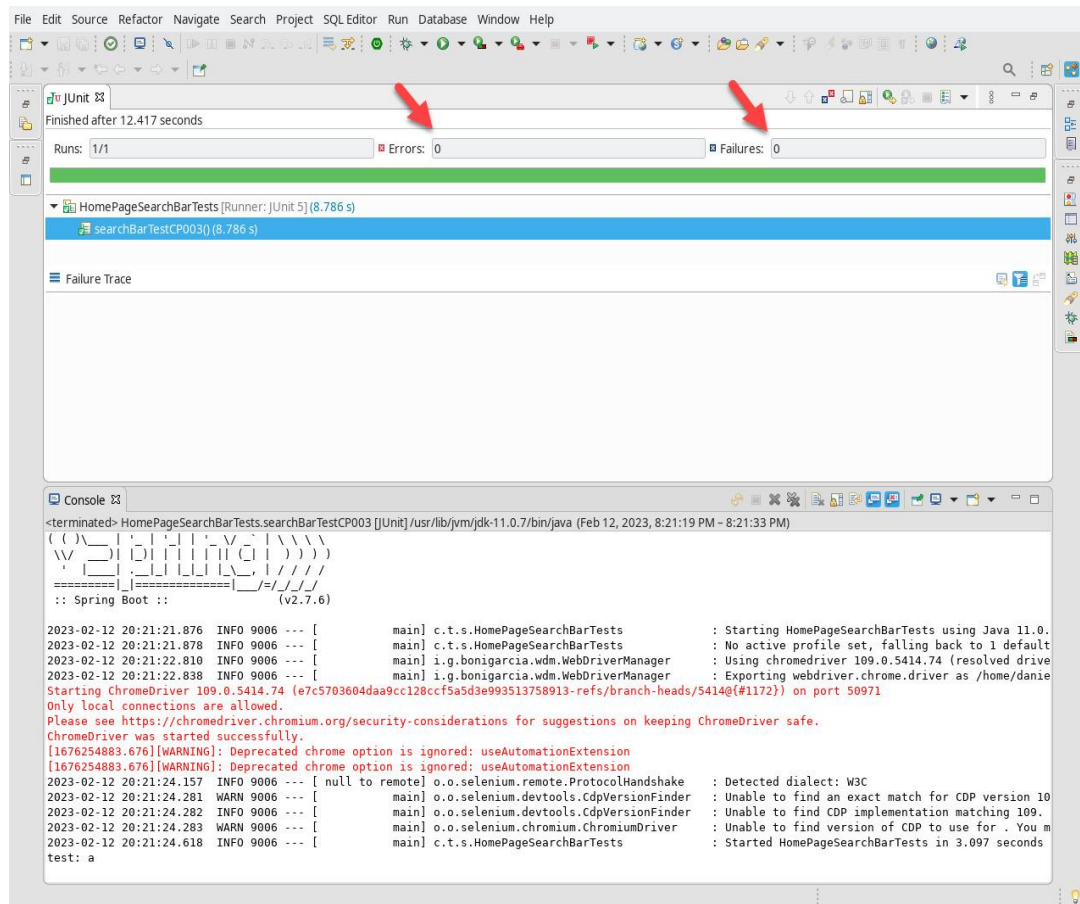 File Edit Source Refactor Navigate Search Project SQL Editor Run Database Window Help
JUnit
Finished after 12.417 seconds
Runs: 1/1 Errors: 0 Failures: 0
HomePageSearchBarTests [Runner: JUnit 5] (8.786 s)
searchBarTestCP003() (8.786 s)
Failure Trace
Console
<terminated> HomePageSearchBarTests.searchBarTestCP003 [JUnit] /usr/lib/jvm/jdk-11.0.7/bin/java (Feb 12, 2023, 8:21:19 PM – 8:21:33 PM)
( ( )\___ | '_ | '_| | '_ \/ _` | \ \ \ \
 \\/  ___)| |_)| | | | | || (_| |  ) ) ) )
  '  |____| .__|_| |_|_| |_\__, | / / / /
 =========|_|==============|___/=/_/_/_/
 :: Spring Boot ::                (v2.7.6)
2023-02-12 20:21:21.876  INFO 9006 --- [           main] c.t.s.HomePageSearchBarTests             : Starting HomePageSearchBarTests using Java 11.0.
2023-02-12 20:21:21.878  INFO 9006 --- [           main] c.t.s.HomePageSearchBarTests             : No active profile set, falling back to 1 default
2023-02-12 20:21:22.810  INFO 9006 --- [           main] i.g.bonigarcia.wdm.WebDriverManager      : Using chromedriver 109.0.5414.74 (resolved drive
2023-02-12 20:21:22.838  INFO 9006 --- [           main] i.g.bonigarcia.wdm.WebDriverManager      : Exporting webdriver.chrome.driver as /home/danie
Starting ChromeDriver 109.0.5414.74 (e7c5703604daa9cc128ccf5a5d3e993513758913-refs/branch-heads/5414@{#1172}) on port 50971
Only local connections are allowed.
Please see https://chromedriver.chromium.org/security-considerations for suggestions on keeping ChromeDriver safe.
ChromeDriver was started successfully.
[1676254883.676][WARNING]: Deprecated chrome option is ignored: useAutomationExtension
[1676254883.676][WARNING]: Deprecated chrome option is ignored: useAutomationExtension
2023-02-12 20:21:24.157  INFO 9006 --- [ null to remote] o.o.selenium.remote.ProtocolHandshake    : Detected dialect: W3C
2023-02-12 20:21:24.281  WARN 9006 --- [           main] o.o.selenium.devtools.CdpVersionFinder   : Unable to find an exact match for CDP version 10
2023-02-12 20:21:24.282  INFO 9006 --- [           main] o.o.selenium.devtools.CdpVersionFinder   : Unable to find CDP implementation matching 109.
2023-02-12 20:21:24.283  WARN 9006 --- [           main] o.o.selenium.chromium.ChromiumDriver     : Unable to find version of CDP to use for . You m
2023-02-12 20:21:24.618  INFO 9006 --- [           main] c.t.s.HomePageSearchBarTests             : Started HomePageSearchBarTests in 3.097 seconds
test: a